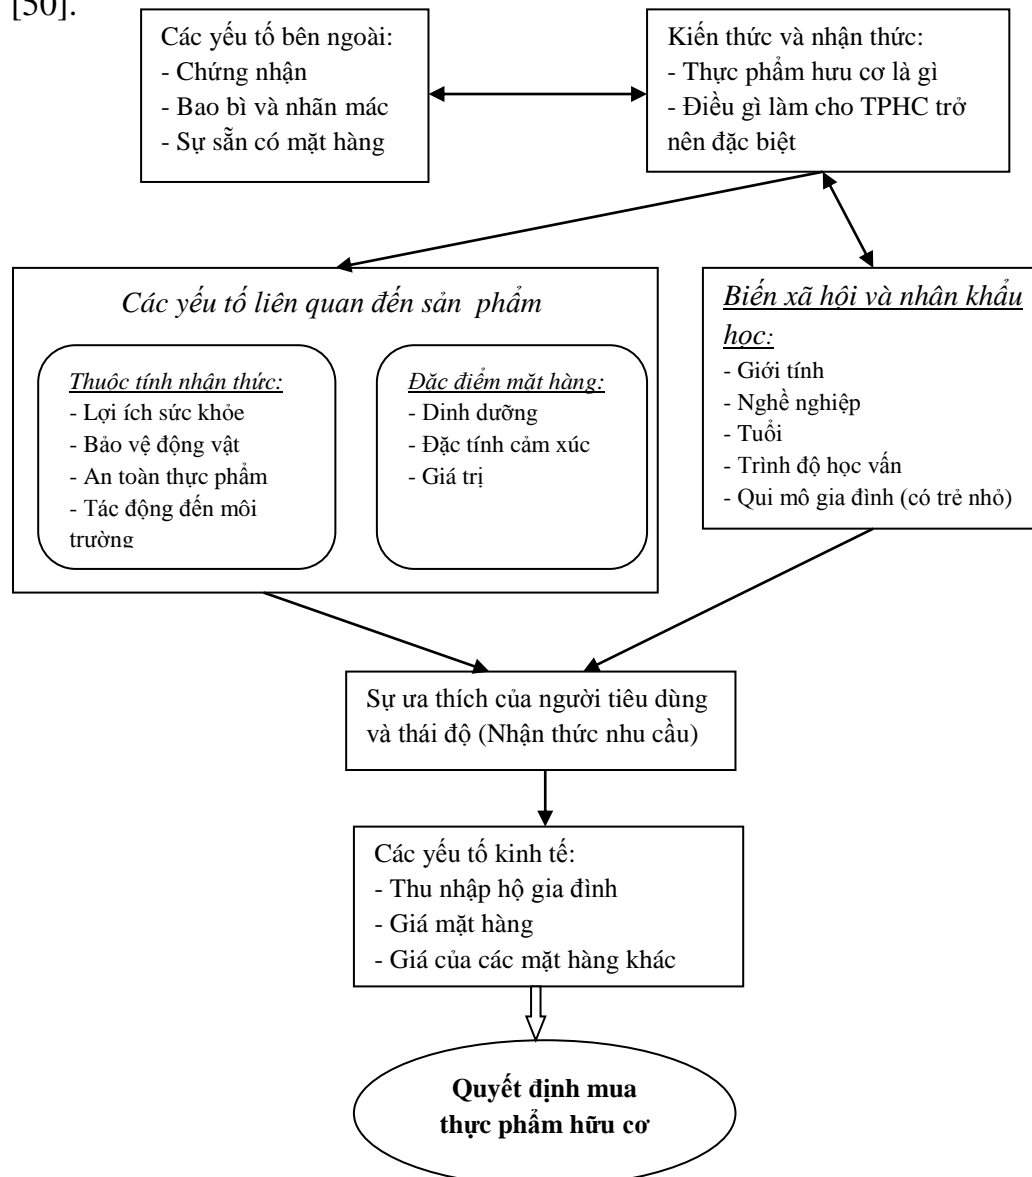 [50].
Các yếu tố bên ngoài:
- Chứng nhận
- Bao bì và nhãn mác
- Sự sẵn có mặt hàng
Kiến thức và nhận thức:
- Thực phẩm hưu cơ là gì
- Điều gì làm cho TPHC trở
nên đặc biệt
Các yếu tố liên quan đến sản phẩm
Thuôc tính nhân thức:
- Lợi ích sức khỏe
- Bảo vệ động vật
- An toàn thực phẩm
- Tác động đến môi
trường
Đăc điểm măt hàng:
- Dinh dưỡng
- Đặc tính cảm xúc
- Giá trị
Biến xã hội và nhân khẩu
học:
- Giới tính
- Nghề nghiệp
- Tuổi
- Trình độ học vấn
- Qui mô gia đình (có trẻ nhỏ)
Sự ưa thích của người tiêu dùng
và thái độ (Nhận thức nhu cầu)
Các yếu tố kinh tế:
- Thu nhập hộ gia đình
- Giá mặt hàng
- Giá của các mặt hàng khác
Quyết định mua
thực phẩm hữu cơ